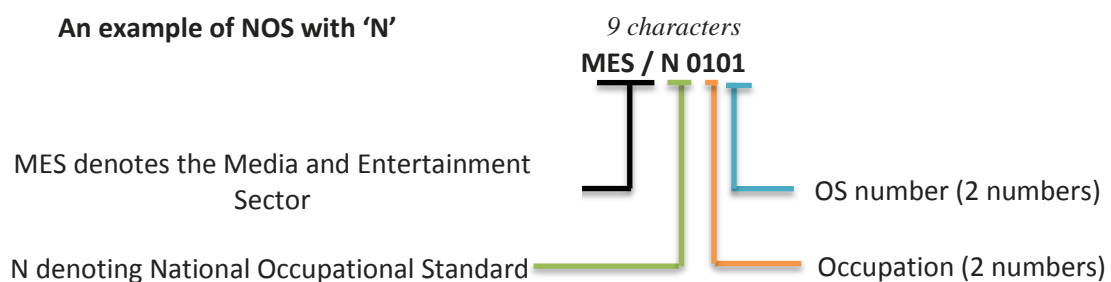 An example of NOS with ‘N’
9 characters
MES / N 0101
MES denotes the Media and Entertainment
Sector
OS number (2 numbers)
N denoting National Occupational Standard
Occupation (2 numbers)